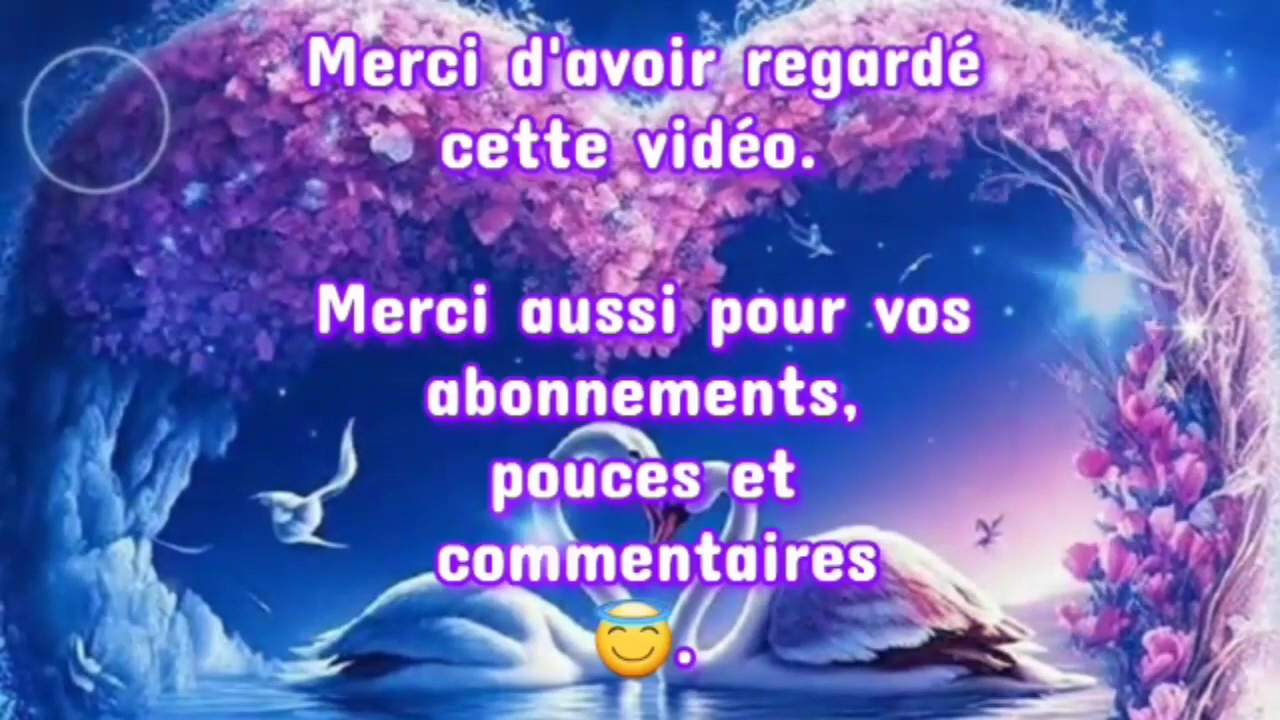 Merci d'avoir regardé
cette vidéo.
Merci aussi pour vos
abonnements,
pouces et
commentaires
😇.